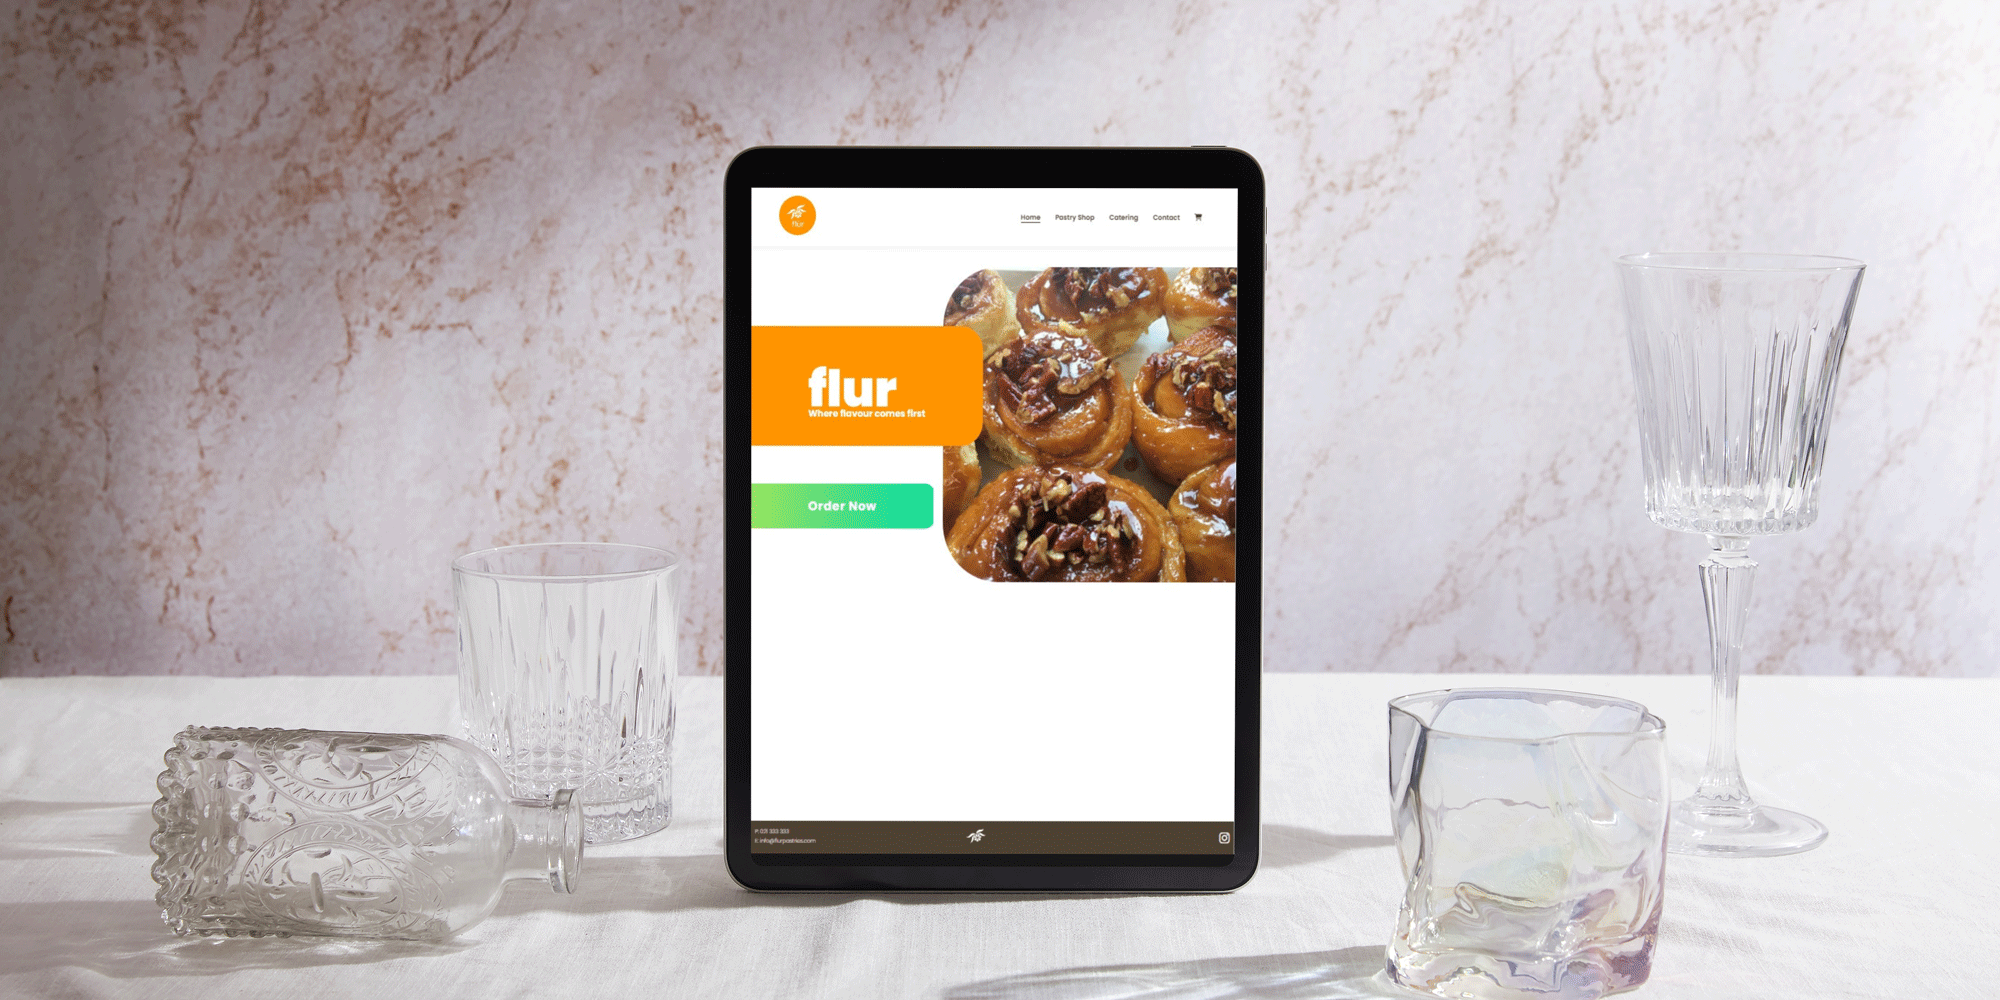 flur
Home Pastry Shop Catering Contact
flur
Where flavour comes first
Order Now
P: 021 333 333
E: info@flurpastries.com